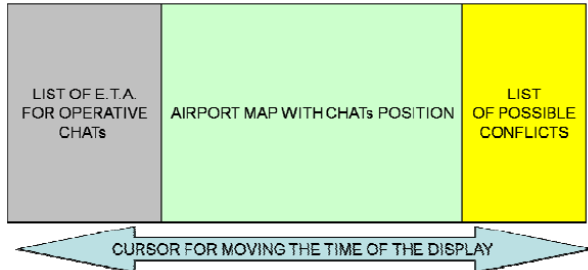 LIST OF E.T.A.
FOR OPERATIVE
CHATs
AIRPORT MAP WITH CHATs POSITION
LIST
OF POSSIBLE
CONFLICTS
CURSOR FOR MOVING THE TIME OF THE DISPLAY